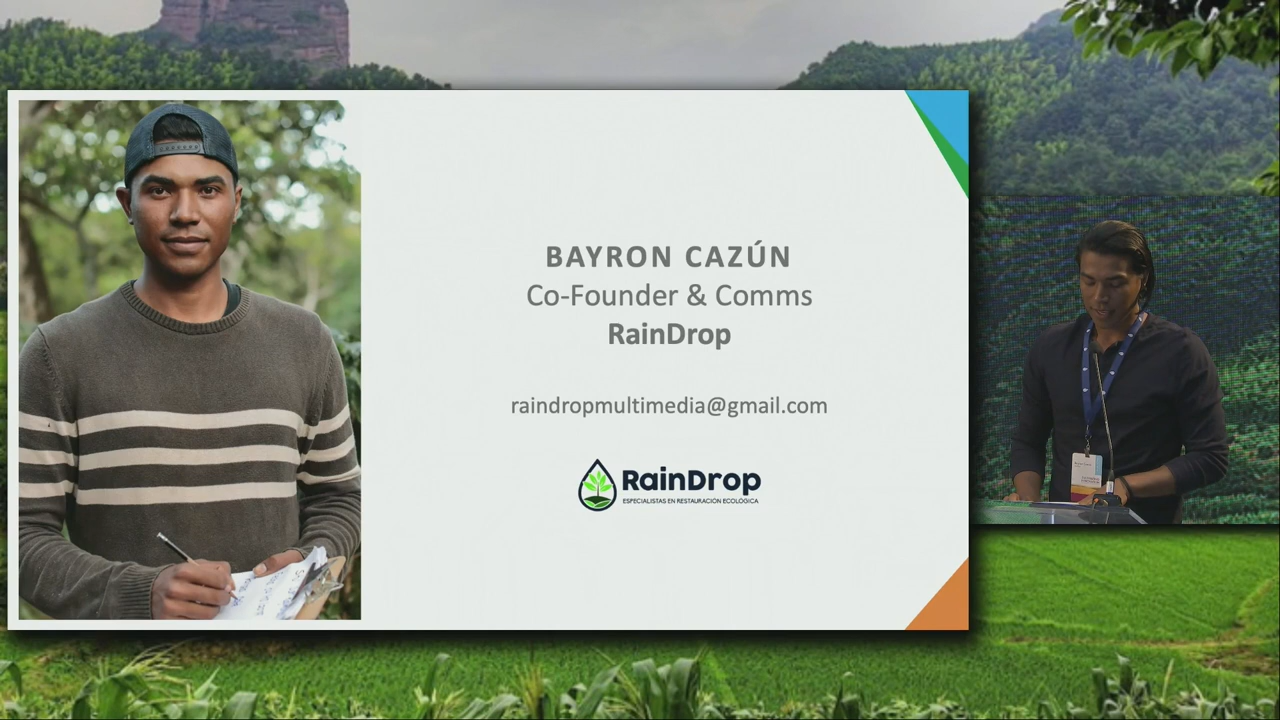 BAYRON CAZÚN
Co-Founder & Comms
RainDrop
raindropmultimedia@gmail.com
RainDrop
ESPECIALISTAS EN RESTAURACIÓN ECOLÓGICA